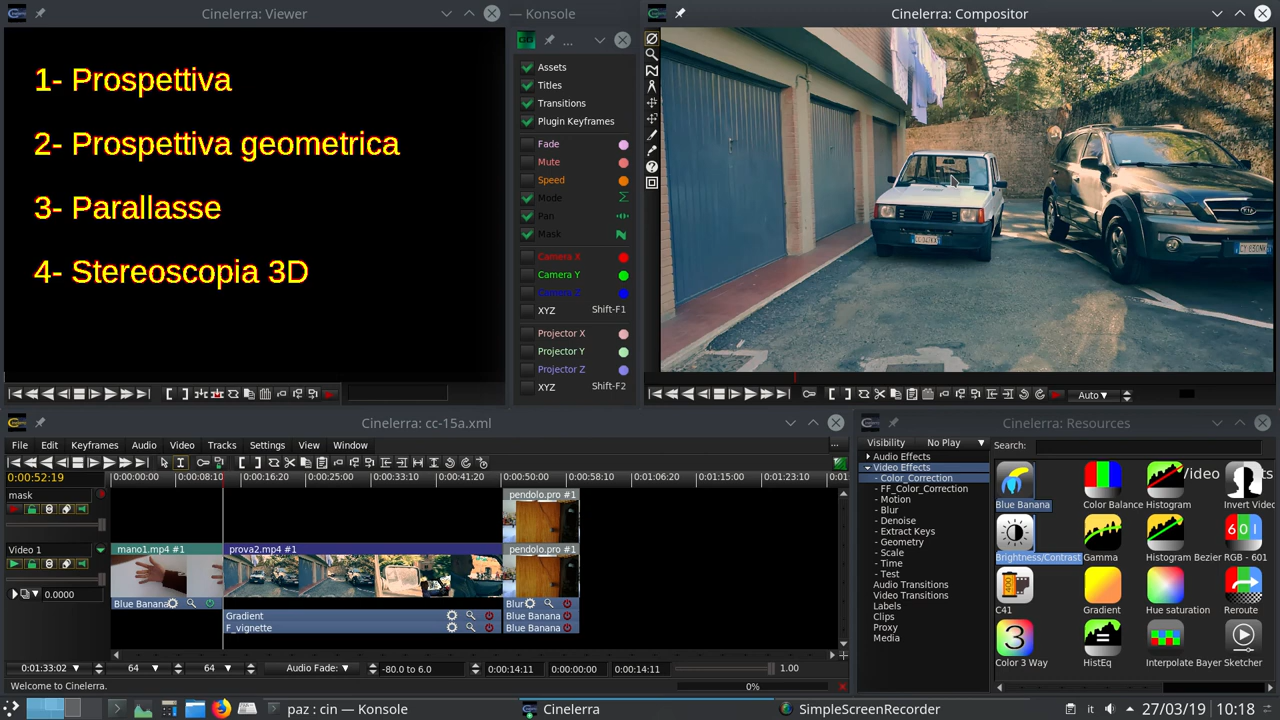 Cinelerra: Viewer
1- Prospettiva
2- Prospettiva geometrica
3- Parallasse
4- Stereoscopia 3D
— Konsole
...
Assets
Titles
Transitions
Plugin Keyframes
Fade
Mute
Speed
Mode
Pan
Mask
Camera X
Camera Y
Camera Z
XYZ Shift-F1
Projector X
Projector Y
Projector Z
XYZ Shift-F2
Cinelerra: Compositor
Auto
Cinelerra: cc-15a.xml
File Edit Keyframes Audio Video Tracks Settings View Window ...
0:00:52:19
0:00:00:00 0:00:08:10 0:00:16:20 0:00:25:00 0:00:33:10 0:00:41:20 0:00:50:00 0:00:58:10 0:01:06:20 0:01:15:00 0:01:23:10
mask
pendolo.pro #1
Video 1
mano1.mp4 #1 prova2.mp4 #1 pendolo.pro #1
0.0000
Blue Banana
Blur
Gradient Blue Banana
F_vignette Blue Banana
0:01:33:02 64 64 Audio Fade: -80.0 to 6.0 0:00:14:11 0:00:00:00 0:00:14:11 1.00
Welcome to Cinelerra. 0%
Cinelerra: Resources
Visibility No Play Search:
Audio Effects
Video Effects
- Color_Correction
- FF_Color_Correction
- Motion
- Blur
- Denoise
- Extract Keys
- Geometry
- Scale
- Time
- Test
Audio Transitions
Video Transitions
Labels
Clips
Proxy
Media
Blue Banana Color Balance Histogram Invert Video
Brightness/Contrast Gamma Histogram Bezier RGB - 601
C41 Gradient Hue saturation Reroute
Color 3 Way HistEq Interpolate Bayer Sketcher
paz : cin — Konsole Cinelerra SimpleScreenRecorder it 27/03/19 10:18